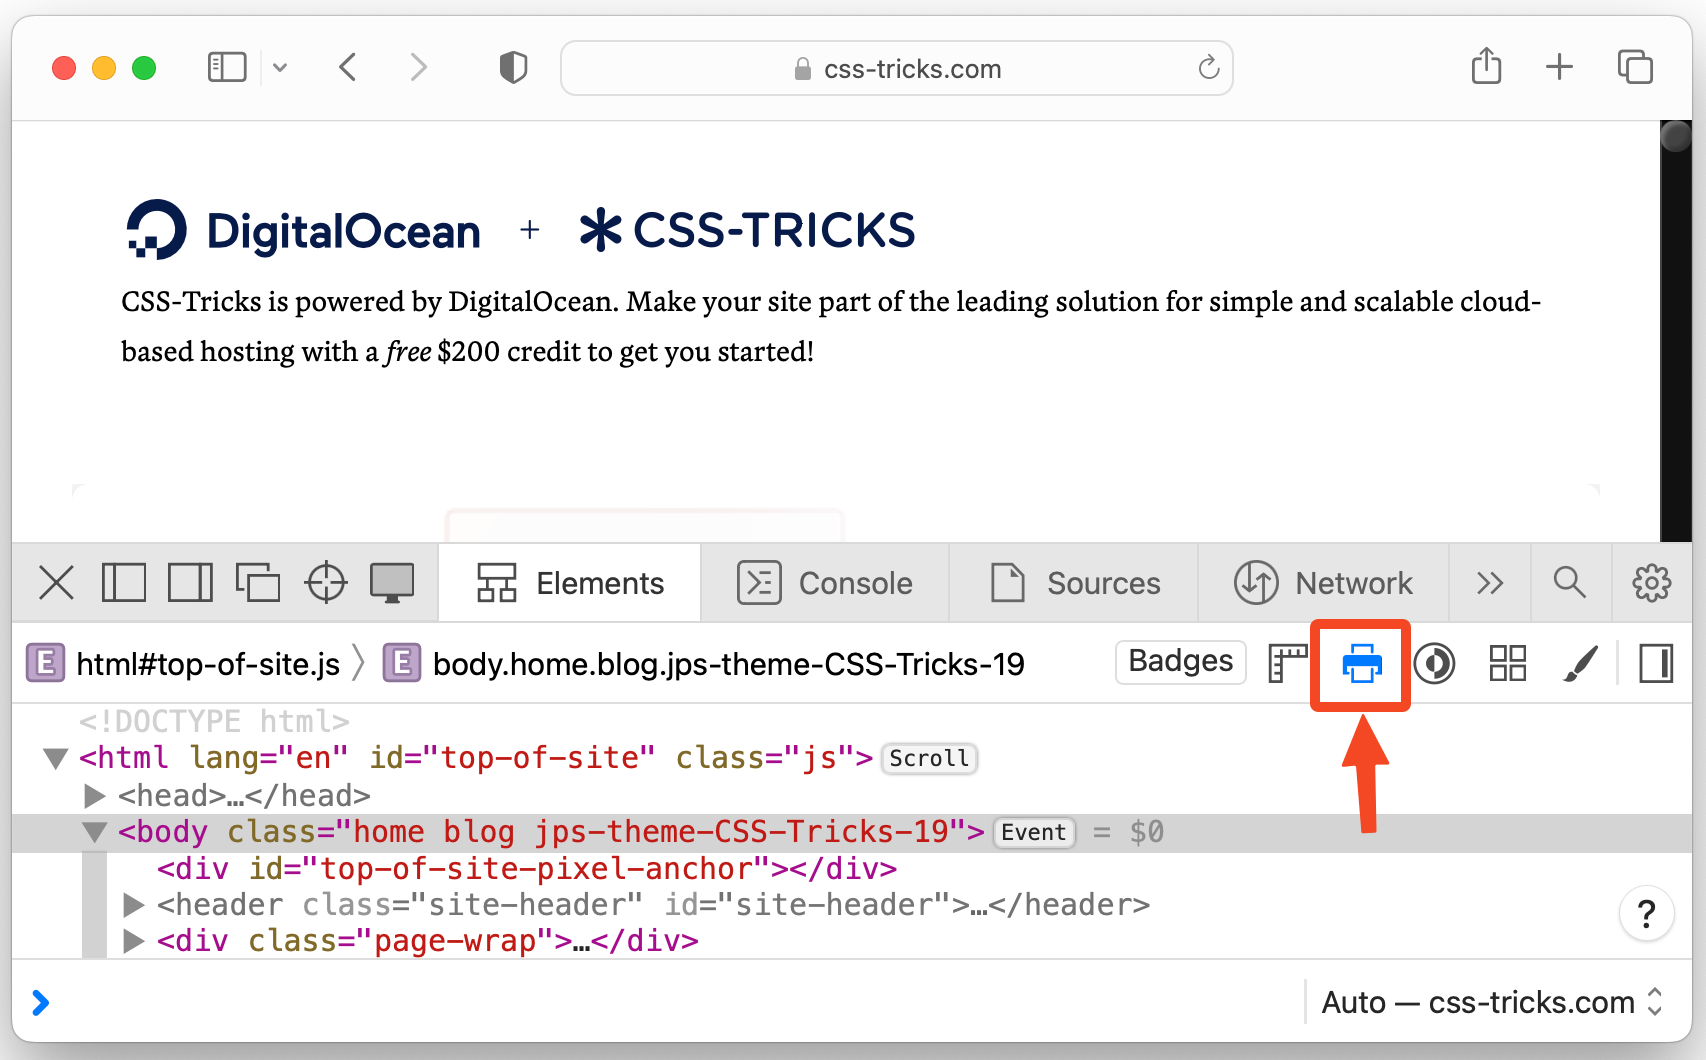 css-tricks.com
DigitalOcean + CSS-TRICKS
CSS-Tricks is powered by DigitalOcean. Make your site part of the leading solution for simple and scalable cloud-
based hosting with a free $200 credit to get you started!
Elements Console Sources Network
E html#top-of-site.js E body.home.blog.jps-theme-CSS-Tricks-19 Badges
<!DOCTYPE html>
<html lang="en" id="top-of-site" class="js"> Scroll
<head>…</head>
<body class="home blog jps-theme-CSS-Tricks-19"> Event = $0
<div id="top-of-site-pixel-anchor"></div>
<header class="site-header" id="site-header">…</header>
<div class="page-wrap">…</div>
?
Auto — css-tricks.com